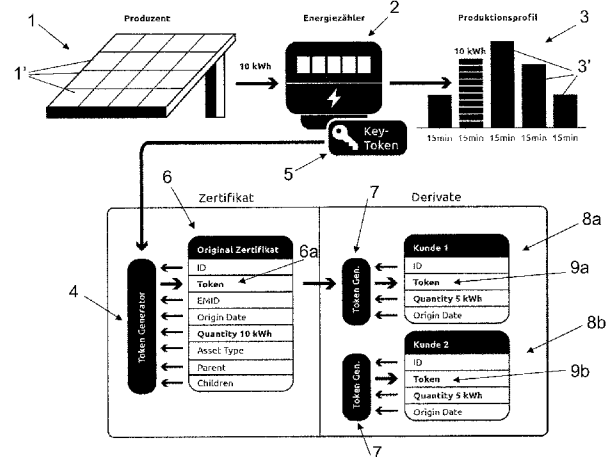 1
Produzent
Energiezähler
2
Produktionsprofil
3
1'
10 kWh
10 kWh
3'
15min 15min 15min 15min 15min
Key-
Token
5
Zertifikat
Derivate
6
7
8a
Original Zertifikat
6a
ID
Token
EMID
Origin Date
Quantity 10 kWh
Asset Type
Parent
Children
4
Token Generator
Token Gen.
Kunde 1
9a
ID
Token
Quantity 5 kWh
Origin Date
8b
Token Gen.
Kunde 2
9b
ID
Token
Quantity 5 kWh
Origin Date
7